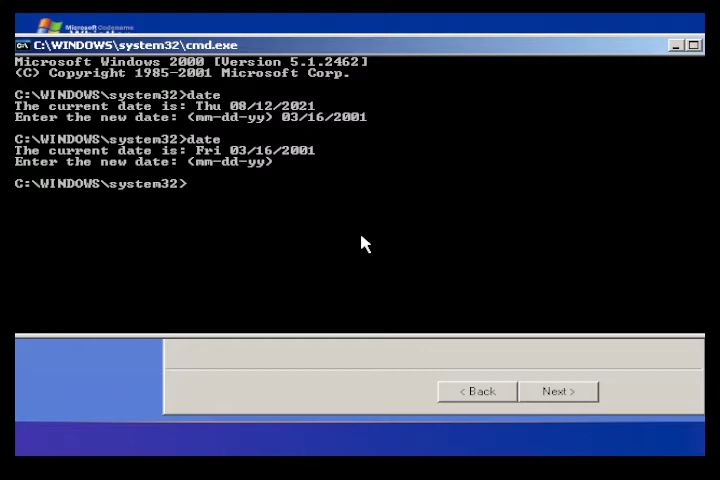 Microsoft Codename
C:\WINDOWS\system32\cmd.exe
Microsoft Windows 2000 [Version 5.1.2462]
(C) Copyright 1985-2001 Microsoft Corp.
C:\WINDOWS\system32>date
The current date is: Thu 08/12/2021
Enter the new date: (mm-dd-yy) 03/16/2001
C:\WINDOWS\system32>date
The current date is: Fri 03/16/2001
Enter the new date: (mm-dd-yy)
C:\WINDOWS\system32>
< Back
Next >